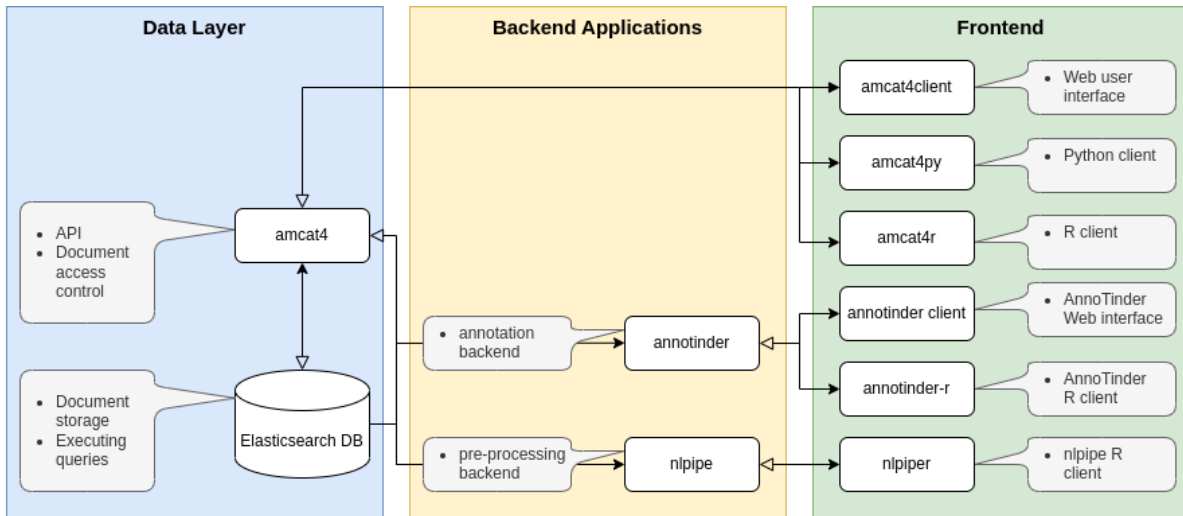 Data Layer
Backend Applications
Frontend
amcat4client
Web user
interface
amcat4py
Python client
API
Document
access
control
amcat4
amcat4r
R client
annotation
backend
annotinder
annotinder client
AnnoTinder
Web interface
Document
storage
Executing
queries
Elasticsearch DB
annotinder-r
AnnoTinder
R client
pre-processing
backend
nlpipe
nlpiper
nlpipe R
client